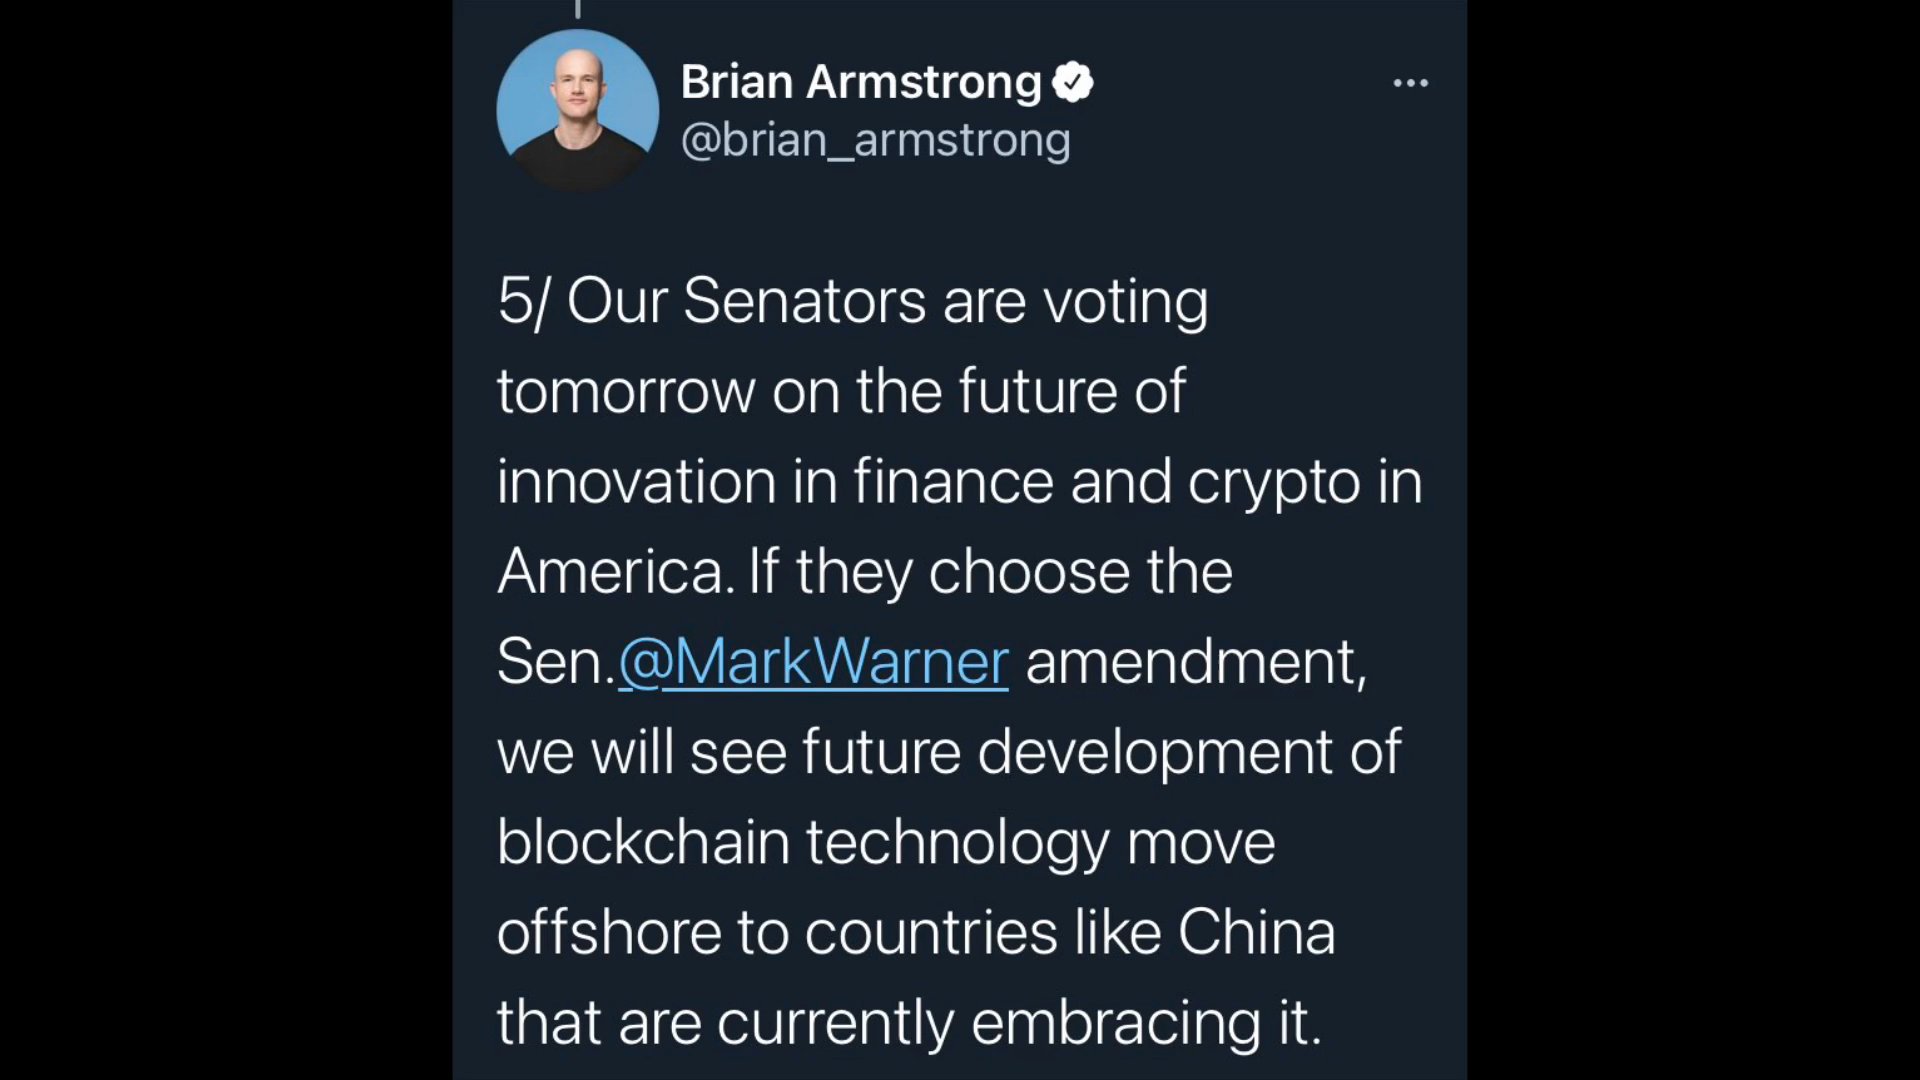 Brian Armstrong
@brian_armstrong
5/ Our Senators are voting
tomorrow on the future of
innovation in finance and crypto in
America. If they choose the
Sen.@MarkWarner amendment,
we will see future development of
blockchain technology move
offshore to countries like China
that are currently embracing it.